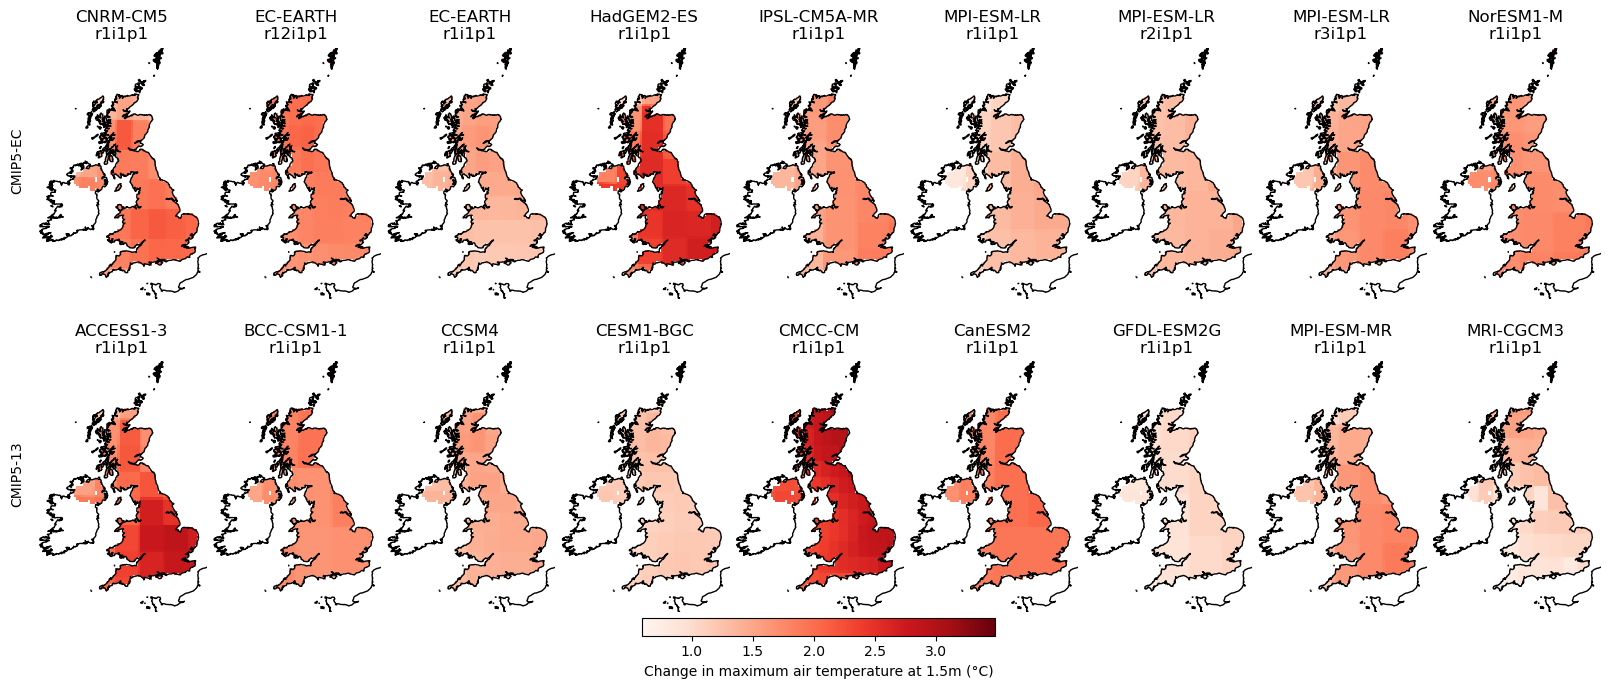 CNRM-CM5
r1i1p1
EC-EARTH
r12i1p1
EC-EARTH
r1i1p1
HadGEM2-ES
r1i1p1
IPSL-CM5A-MR
r1i1p1
MPI-ESM-LR
r1i1p1
MPI-ESM-LR
r2i1p1
MPI-ESM-LR
r3i1p1
NorESM1-M
r1i1p1
CMIP5-EC
ACCESS1-3
r1i1p1
BCC-CSM1-1
r1i1p1
CCSM4
r1i1p1
CESM1-BGC
r1i1p1
CMCC-CM
r1i1p1
CanESM2
r1i1p1
GFDL-ESM2G
r1i1p1
MPI-ESM-MR
r1i1p1
MRI-CGCM3
r1i1p1
CMIP5-13
1.0 1.5 2.0 2.5 3.0
Change in maximum air temperature at 1.5m (°C)